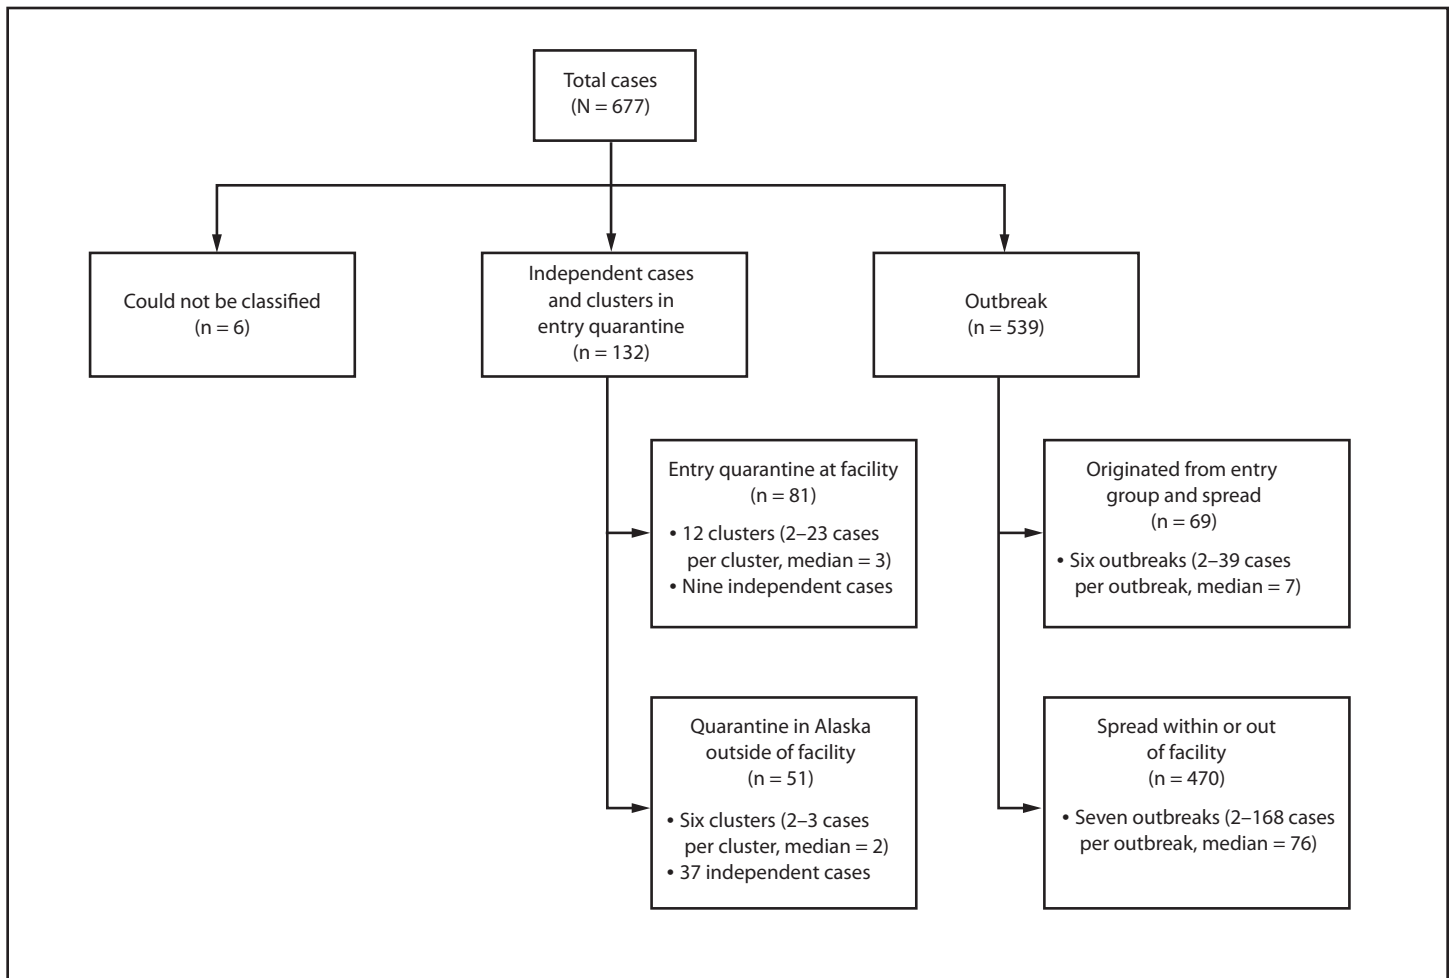 Total cases
(N = 677)
Could not be classified
(n = 6)
Independent cases
and clusters in
entry quarantine
(n = 132)
Outbreak
(n = 539)
Entry quarantine at facility
(n = 81)
• 12 clusters (2–23 cases
per cluster, median = 3)
• Nine independent cases
Originated from entry
group and spread
(n = 69)
• Six outbreaks (2–39 cases
per outbreak, median = 7)
Quarantine in Alaska
outside of facility
(n = 51)
• Six clusters (2–3 cases
per cluster, median = 2)
• 37 independent cases
Spread within or out
of facility
(n = 470)
• Seven outbreaks (2–168 cases
per outbreak, median = 76)